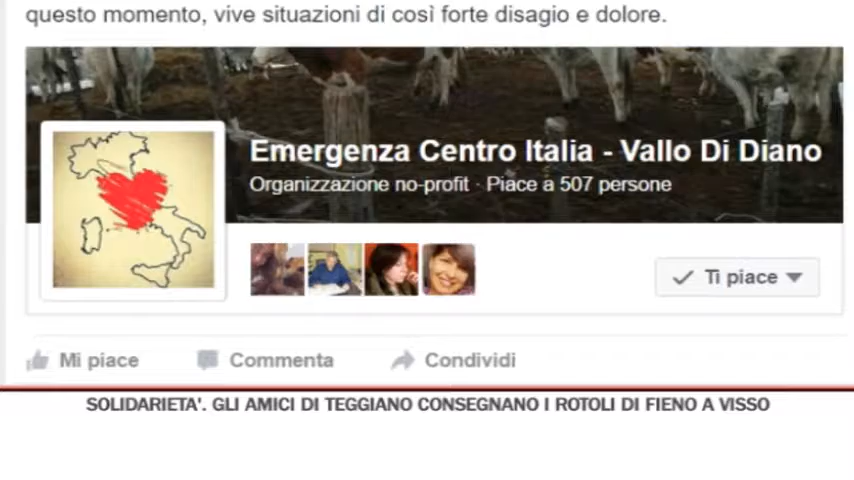 questo momento, vive situazioni di così forte disagio e dolore.
Emergenza Centro Italia - Vallo Di Diano
Organizzazione no-profit · Piace a 507 persone
Ti piace
Mi piace Commenta Condividi
SOLIDARIETA'. GLI AMICI DI TEGGIANO CONSEGNANO I ROTOLI DI FIENO A VISSO